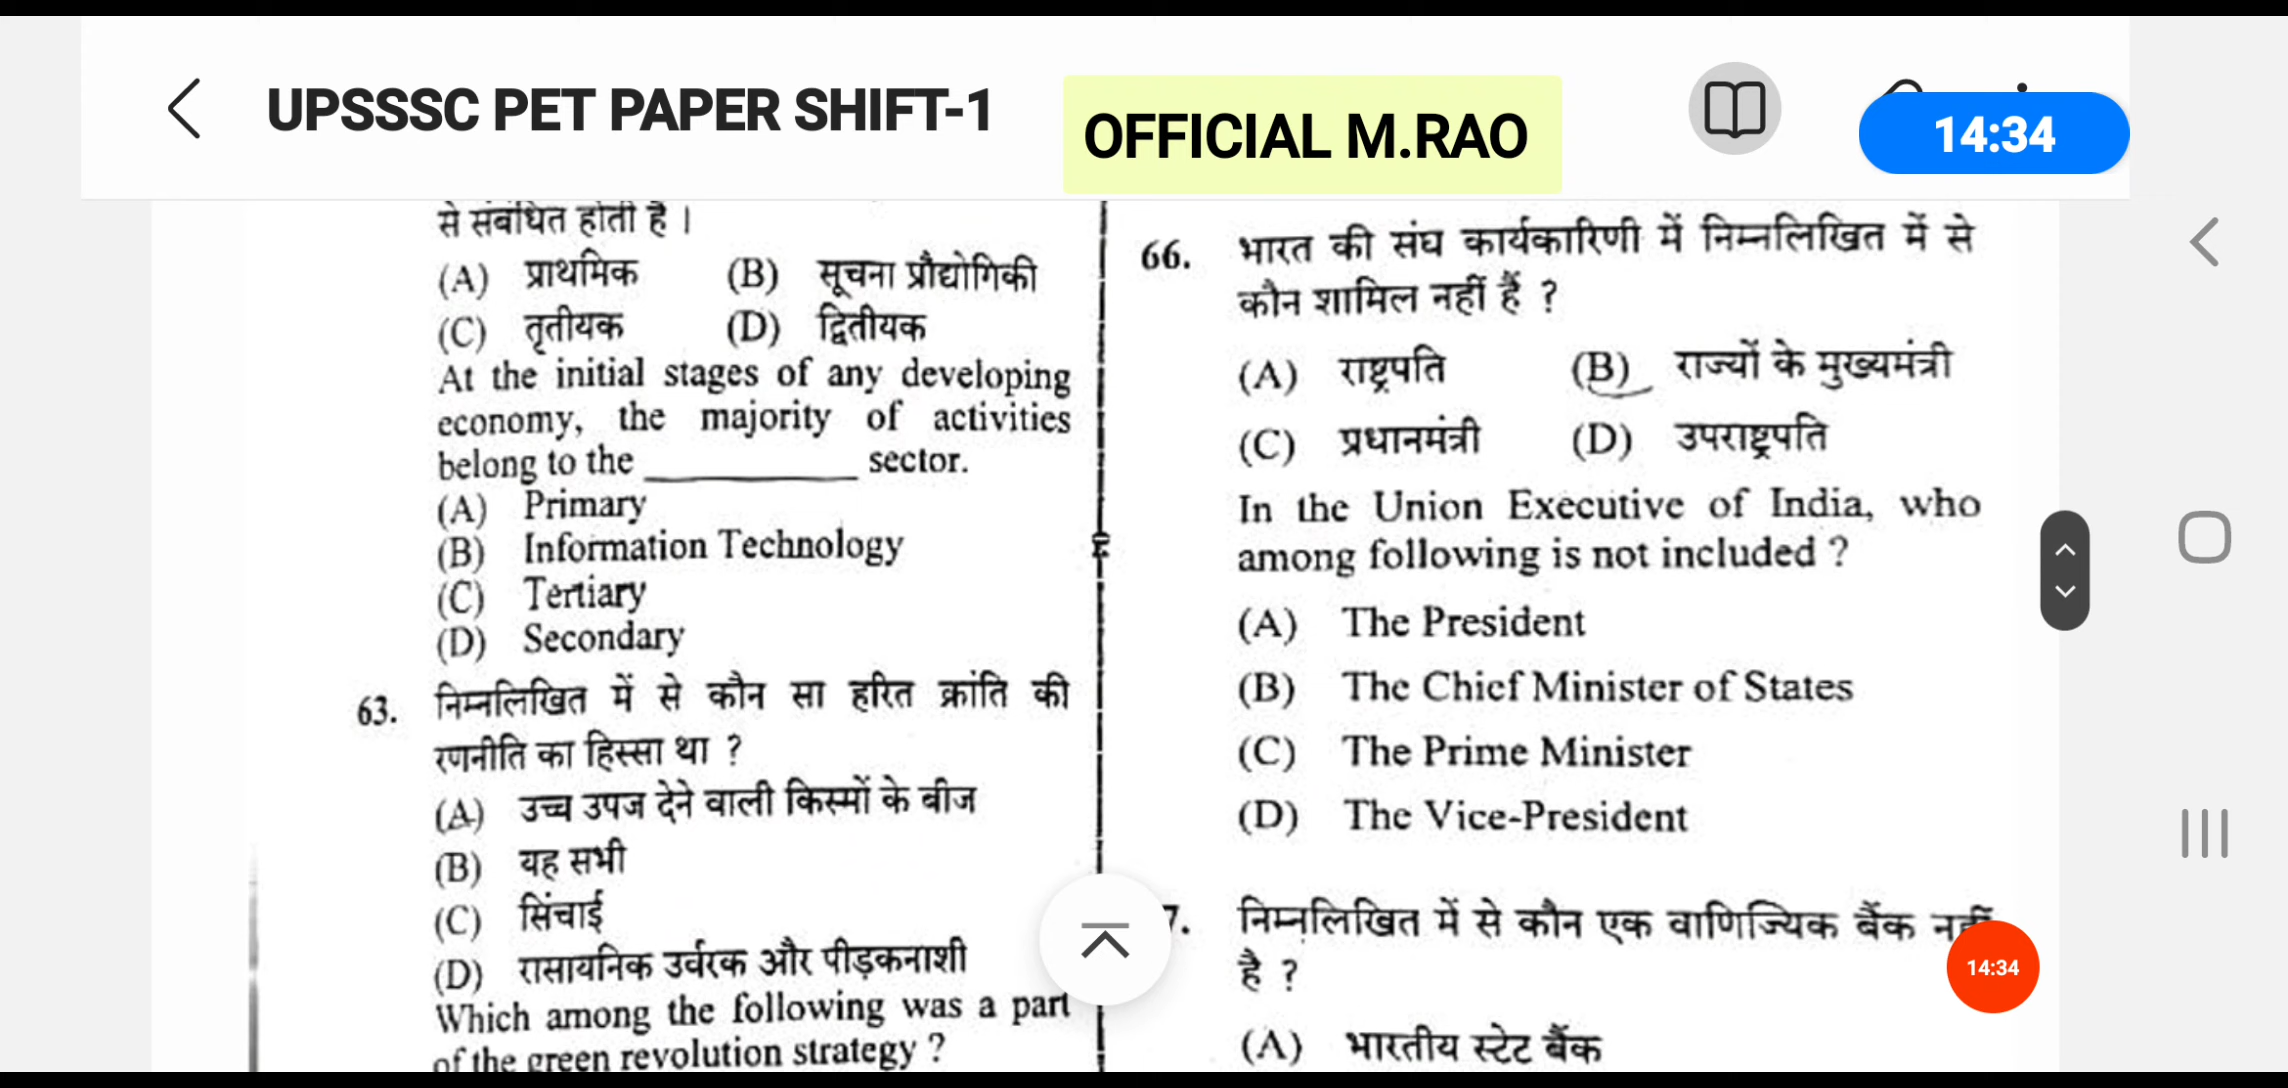 UPSSSC PET PAPER SHIFT-1
OFFICIAL M.RAO
14:34
से संबंधित होती है ।
(A) प्राथमिक (B) सूचना प्रौद्योगिकी
(C) तृतीयक (D) द्वितीयक
At the initial stages of any developing
economy, the majority of activities
belong to the __________ sector.
(A) Primary
(B) Information Technology
(C) Tertiary
(D) Secondary
63. निम्नलिखित में से कौन सा हरित क्रांति की
रणनीति का हिस्सा था ?
(A) उच्च उपज देने वाली किस्मों के बीज
(B) यह सभी
(C) सिंचाई
(D) रासायनिक उर्वरक और पीड़कनाशी
Which among the following was a part
of the green revolution strategy ?
66. भारत की संघ कार्यकारिणी में निम्नलिखित में से
कौन शामिल नहीं हैं ?
(A) राष्ट्रपति (B) राज्यों के मुख्यमंत्री
(C) प्रधानमंत्री (D) उपराष्ट्रपति
In the Union Executive of India, who
among following is not included ?
(A) The President
(B) The Chief Minister of States
(C) The Prime Minister
(D) The Vice-President
7. निम्नलिखित में से कौन एक वाणिज्यिक बैंक नहीं
है ?
(A) भारतीय स्टेट बैंक
14:34